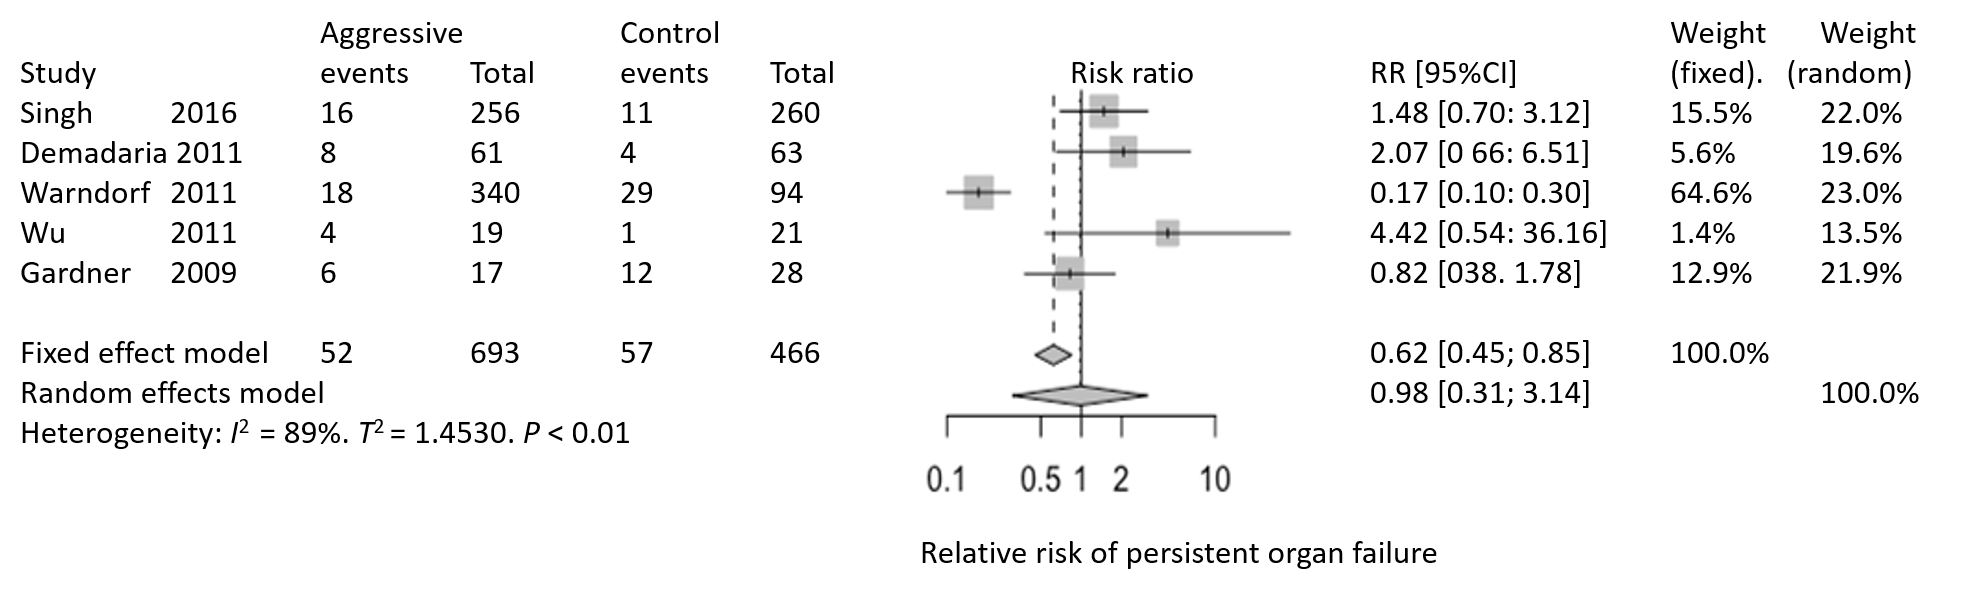 Aggressive Control Weight Weight
Study events Total events Total Risk ratio RR [95%CI] (fixed). (random)
Singh 2016 16 256 11 260 1.48 [0.70: 3.12] 15.5% 22.0%
Demadaria 2011 8 61 4 63 2.07 [0 66: 6.51] 5.6% 19.6%
Warndorf 2011 18 340 29 94 0.17 [0.10: 0.30] 64.6% 23.0%
Wu 2011 4 19 1 21 4.42 [0.54: 36.16] 1.4% 13.5%
Gardner 2009 6 17 12 28 0.82 [038. 1.78] 12.9% 21.9%
Fixed effect model 52 693 57 466 0.62 [0.45; 0.85] 100.0%
Random effects model 0.98 [0.31; 3.14] 100.0%
Heterogeneity: I² = 89%. T² = 1.4530. P < 0.01
0.1 0.5 1 2 10
Relative risk of persistent organ failure